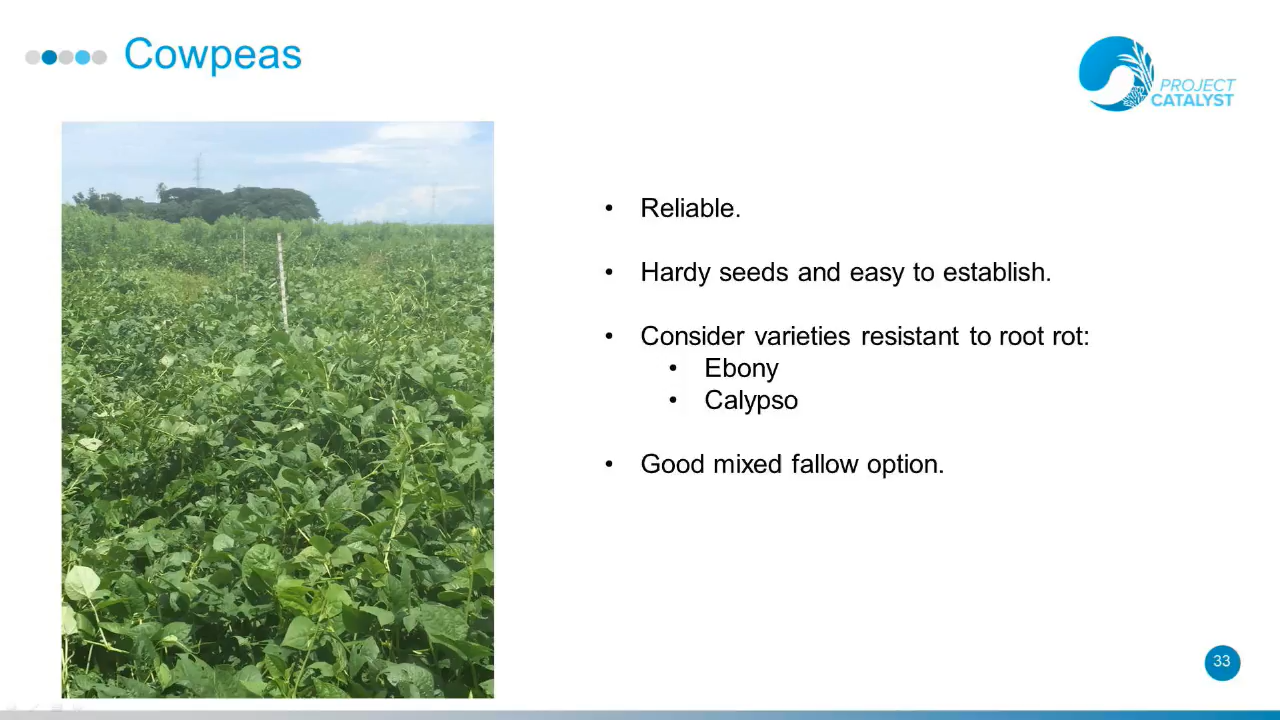 Cowpeas
PROJECT
CATALYST
• Reliable.
• Hardy seeds and easy to establish.
• Consider varieties resistant to root rot:
• Ebony
• Calypso
• Good mixed fallow option.
33